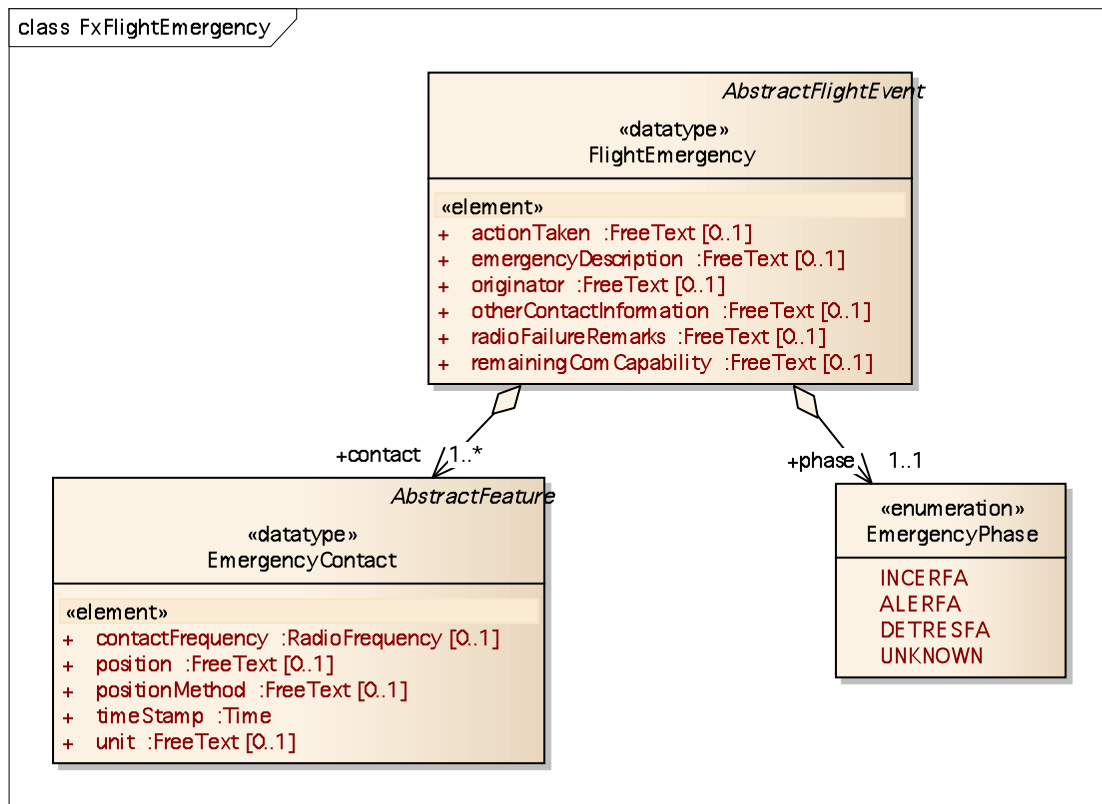 class FxFlightEmergency
AbstractFlightEvent
«datatype»
FlightEmergency
«element»
+ actionTaken :FreeText [0..1]
+ emergencyDescription :FreeText [0..1]
+ originator :FreeText [0..1]
+ otherContactInformation :FreeText [0..1]
+ radioFailureRemarks :FreeText [0..1]
+ remainingComCapability :FreeText [0..1]
+contact 1..*
+phase 1..1
AbstractFeature
«datatype»
EmergencyContact
«element»
+ contactFrequency :RadioFrequency [0..1]
+ position :FreeText [0..1]
+ positionMethod :FreeText [0..1]
+ timeStamp :Time
+ unit :FreeText [0..1]
«enumeration»
EmergencyPhase
INCERFA
ALERFA
DETRESFA
UNKNOWN